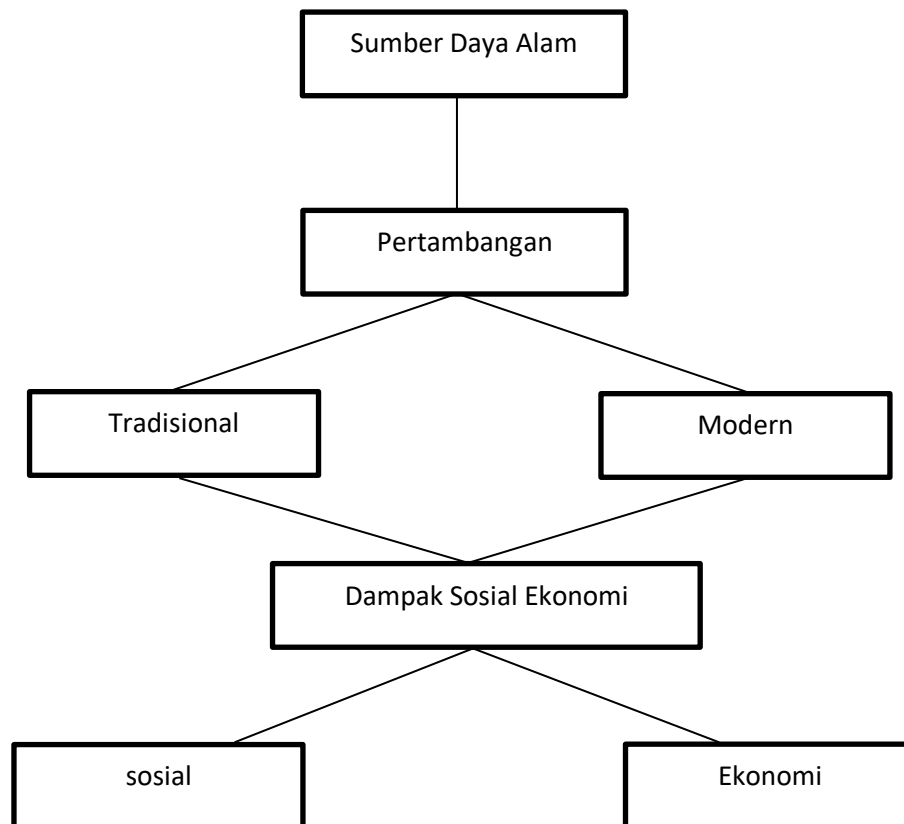 Sumber Daya Alam
Pertambangan
Tradisional
Modern
Dampak Sosial Ekonomi
sosial
Ekonomi